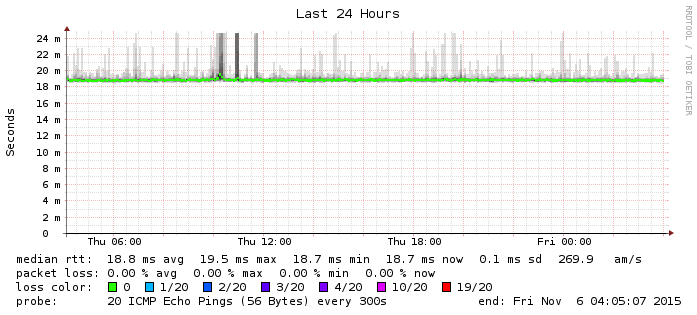 Last 24 Hours
RRDTOOL / TOBI OETIKER
Seconds
24 m
22 m
20 m
18 m
16 m
14 m
12 m
10 m
8 m
6 m
4 m
2 m
0
Thu 06:00 Thu 12:00 Thu 18:00 Fri 00:00
median rtt: 18.8 ms avg 19.5 ms max 18.7 ms min 18.7 ms now 0.1 ms sd 269.9 am/s
packet loss: 0.00 % avg 0.00 % max 0.00 % min 0.00 % now
loss color: 0 1/20 2/20 3/20 4/20 10/20 19/20
probe: 20 ICMP Echo Pings (56 Bytes) every 300s end: Fri Nov 6 04:05:07 2015